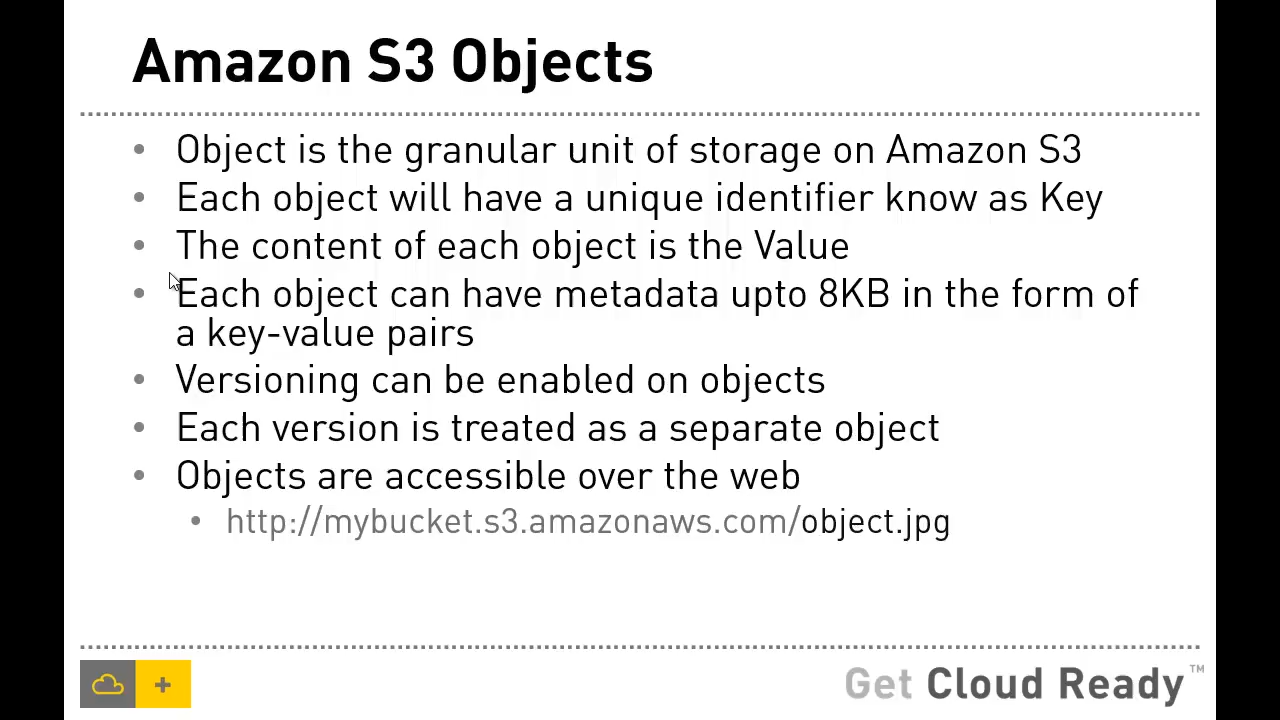 Amazon S3 Objects
• Object is the granular unit of storage on Amazon S3
• Each object will have a unique identifier know as Key
• The content of each object is the Value
• Each object can have metadata upto 8KB in the form of
a key-value pairs
• Versioning can be enabled on objects
• Each version is treated as a separate object
• Objects are accessible over the web
• http://mybucket.s3.amazonaws.com/object.jpg
+
Get Cloud Ready™